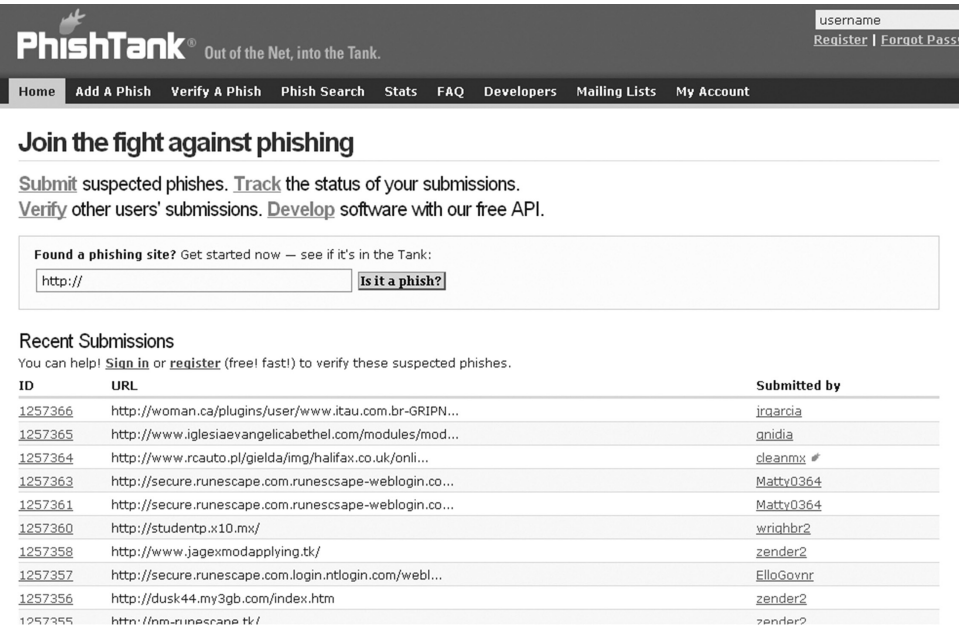 username
PhishTank® Out of the Net, into the Tank.
Register | Forgot
Home Add A Phish Verify A Phish Phish Search Stats FAQ Developers Mailing Lists My Account
Join the fight against phishing
Submit suspected phishes. Track the status of your submissions.
Verify other users' submissions. Develop software with our free API.
Found a phishing site? Get started now — see if it's in the Tank:
http:// Is it a phish?
Recent Submissions
You can help! Sign in or register (free! fast!) to verify these suspected phishes.
ID URL Submitted by
1257366 http://woman.ca/plugins/user/www.itau.com.br-GRIPN... jrgarcia
1257365 http://www.iglesiaevangelicabethel.com/modules/mod... gnidia
1257364 http://www.rcauto.pl/gielda/img/halifax.co.uk/onli... cleanmx
1257363 http://secure.runescape.com.runescsape-weblogin.co... Matty0364
1257361 http://secure.runescape.com.runescsape-weblogin.co... Matty0364
1257360 http://studentp.x10.mx/ wrighbr2
1257358 http://www.jagexmodapplying.tk/ zender2
1257357 http://secure.runescape.com.login.ntlogin.com/webl... ElloGovnr
1257356 http://dusk44.my3gb.com/index.htm zender2
1257355 zender2